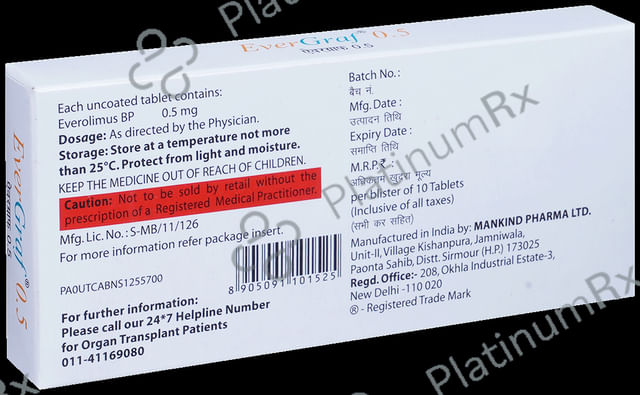 EverGraf® 0.5
एवरग्राफ 0.5
EverGraf® 0.5
एवरग्राफ 0.5
Each uncoated tablet contains:
Everolimus BP 0.5 mg
Dosage: As directed by the Physician.
Storage: Store at a temperature not more
than 25°C. Protect from light and moisture.
KEEP THE MEDICINE OUT OF REACH OF CHILDREN.
Caution: Not to be sold by retail without the
prescription of a Registered Medical Practitioner.
Mfg. Lic. No.: S-MB/11/126
For more information refer package insert.
PA0UTCABNS1255700
8 905091 101525
For further information:
Please call our 24*7 Helpline Number
for Organ Transplant Patients
011-41169080
Batch No.:
बैच नं.
Mfg. Date:
उत्पादन तिथि
Expiry Date:
समाप्ति तिथि
M.R.P.₹:
अधिकतम खुदरा मूल्य
per blister of 10 Tablets
(Inclusive of all taxes)
(सभी कर सहित)
Manufactured in India by: MANKIND PHARMA LTD.
Unit-II, Village Kishanpura, Jamniwala,
Paonta Sahib, Distt. Sirmour (H.P.) 173025
Regd. Office:- 208, Okhla Industrial Estate-3,
New Delhi -110 020
® - Registered Trade Mark
PlatinumRx
PlatinumRx
PlatinumRx
Rx